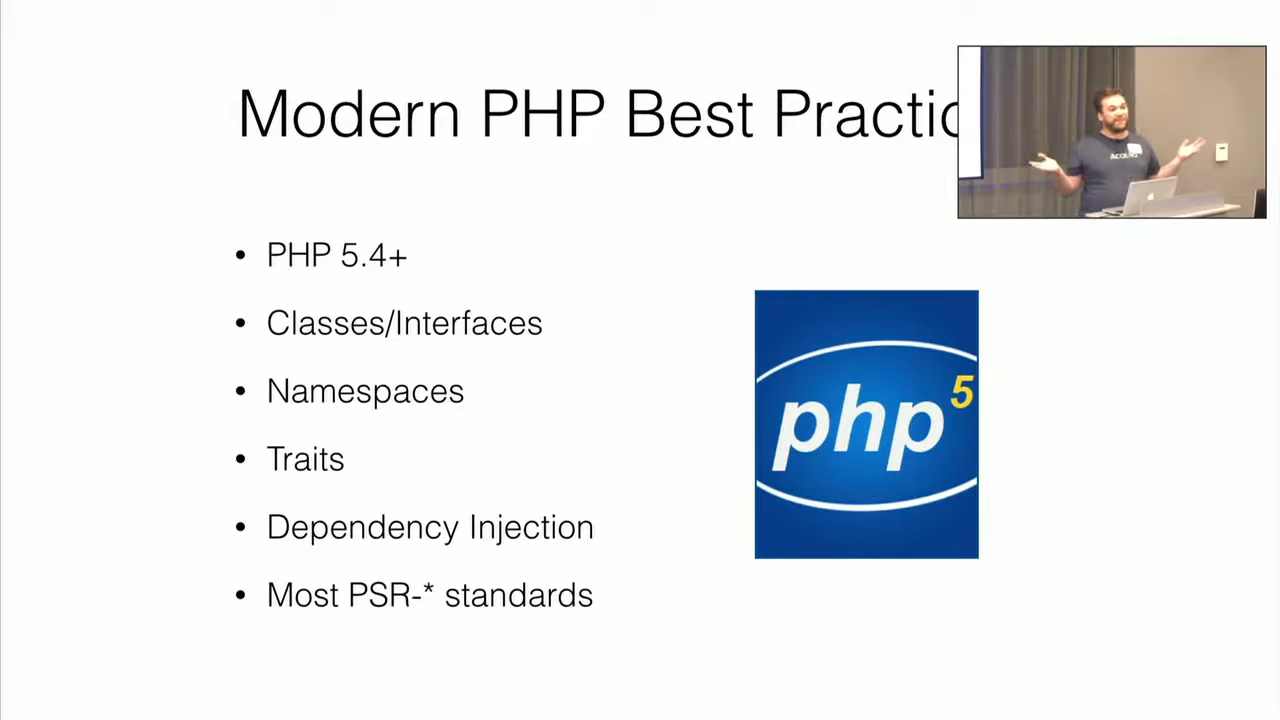 Modern PHP Best Practic
• PHP 5.4+
• Classes/Interfaces
• Namespaces
• Traits
• Dependency Injection
• Most PSR-* standards
php5